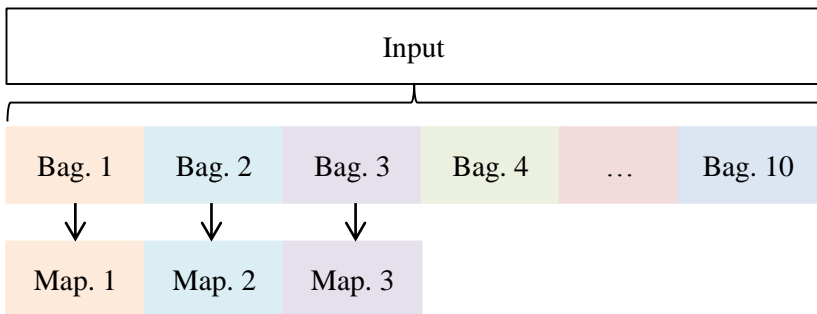 Input
Bag. 1 Bag. 2 Bag. 3 Bag. 4 … Bag. 10
Map. 1 Map. 2 Map. 3